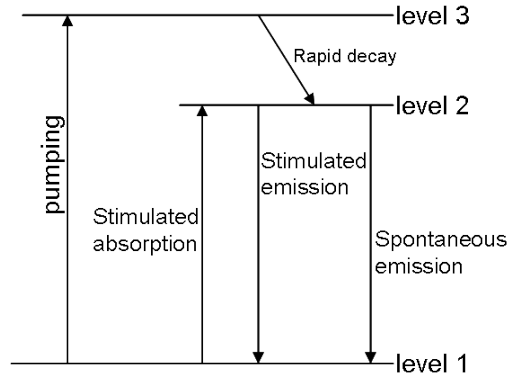 level 3
Rapid decay
level 2
pumping
Stimulated
absorption
Stimulated
emission
Spontaneous
emission
level 1